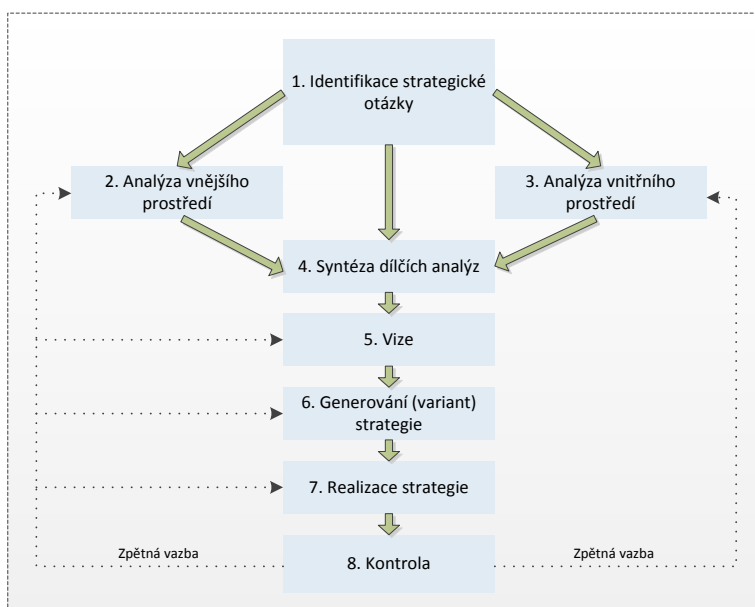 1. Identifikace strategické
otázky
2. Analýza vnějšího
prostředí
3. Analýza vnitřního
prostředí
4. Syntéza dílčích analýz
5. Vize
6. Generování (variant)
strategie
7. Realizace strategie
Zpětná vazba
8. Kontrola
Zpětná vazba